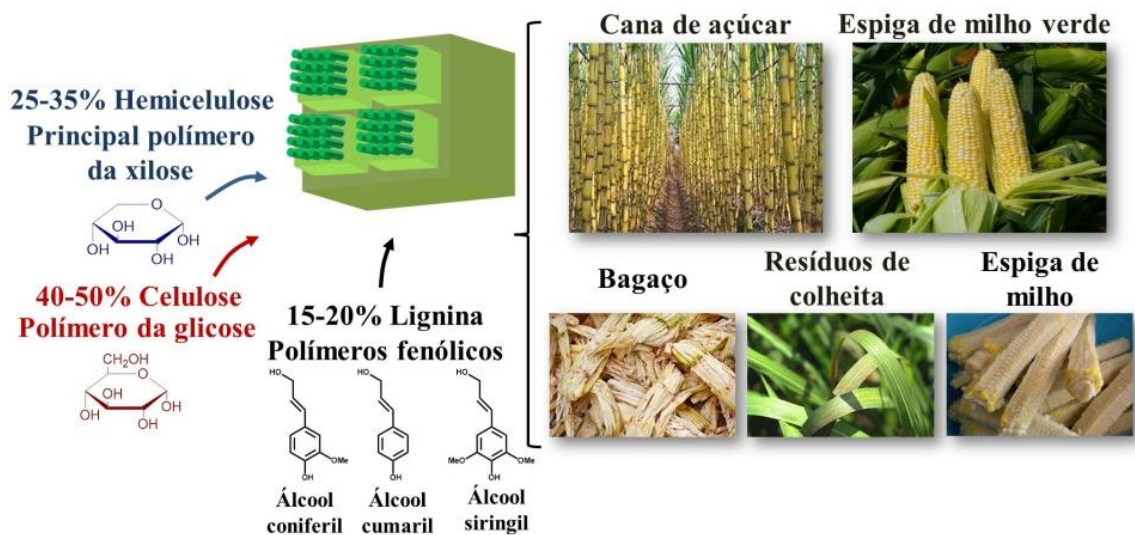 25-35% Hemicelulose
Principal polímero
da xilose
O
OH
OH
OH
OH
40-50% Celulose
Polímero da glicose
CH₂OH
O
OH
HO
OH
OH
15-20% Lignina
Polímeros fenólicos
HO
OMe
OH
Álcool
coniferil
HO
OH
Álcool
cumaril
HO
MeO
OMe
OH
Álcool
siringil
Cana de açúcar
Espiga de milho verde
Bagaço
Resíduos de
colheita
Espiga de
milho